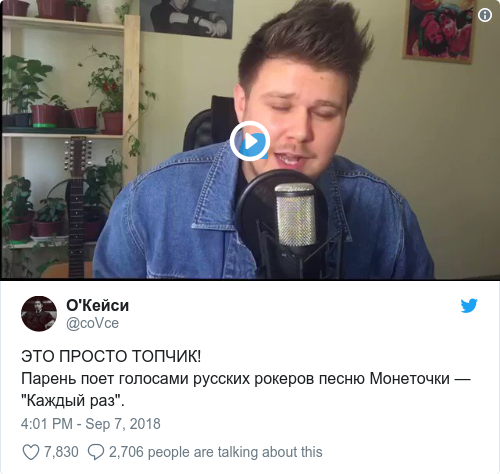 О'Кейси
@coVce
ЭТО ПРОСТО ТОПЧИК!
Парень поет голосами русских рокеров песню Монеточки —
"Каждый раз".
4:01 PM - Sep 7, 2018
7,830 2,706 people are talking about this